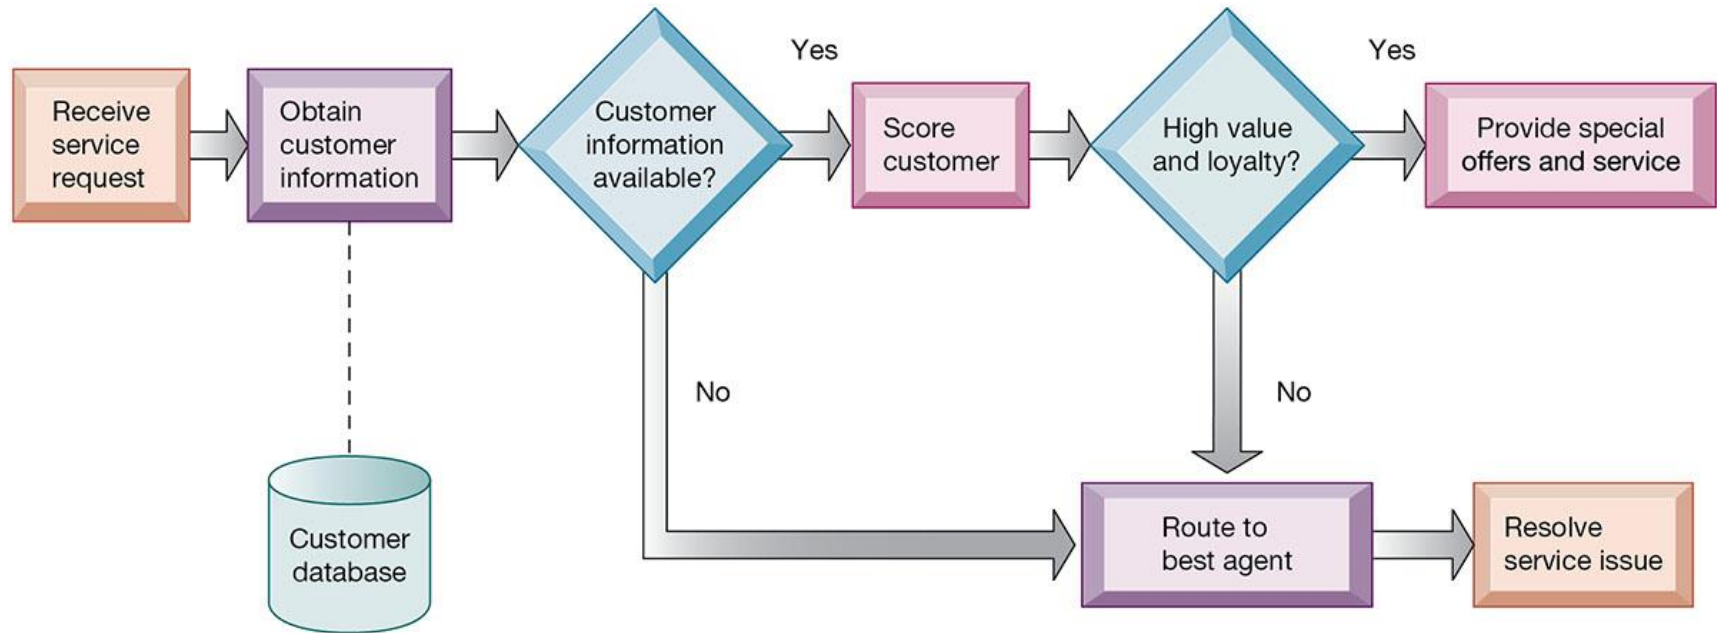 Receive
service
request
Obtain
customer
information
Customer
information
available?
Yes
Score
customer
High value
and loyalty?
Yes
Provide special
offers and service
No
No
Customer
database
Route to
best agent
Resolve
service issue